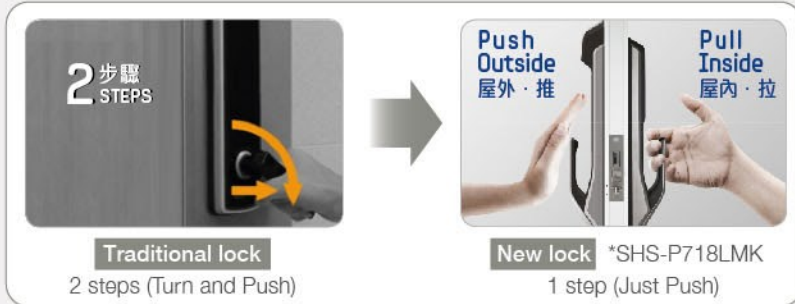 2 步驟
STEPS
Traditional lock
2 steps (Turn and Push)
Push
Outside
屋外・推
Pull
Inside
屋內・拉
New lock *SHS-P718LMK
1 step (Just Push)